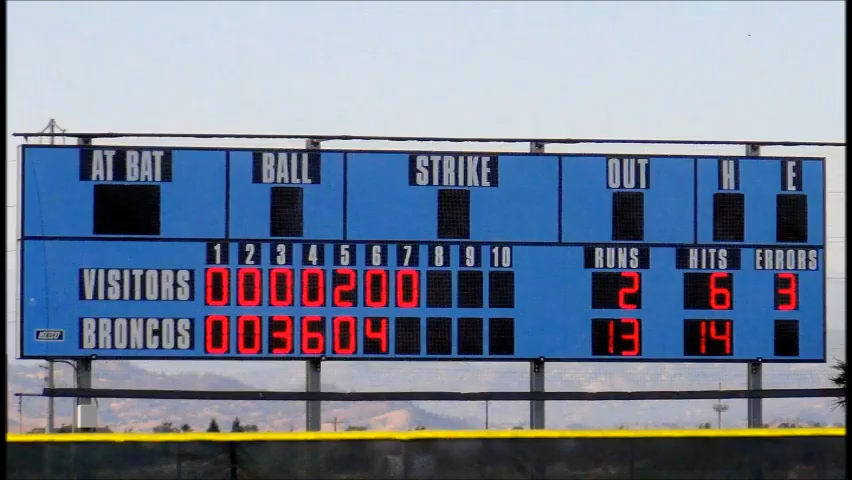 AT BAT BALL STRIKE OUT H E
1 2 3 4 5 6 7 8 9 10 RUNS HITS ERRORS
VISITORS 0 0 0 0 2 0 0 2 6 3
BRONCOS 0 0 3 6 0 4 13 14